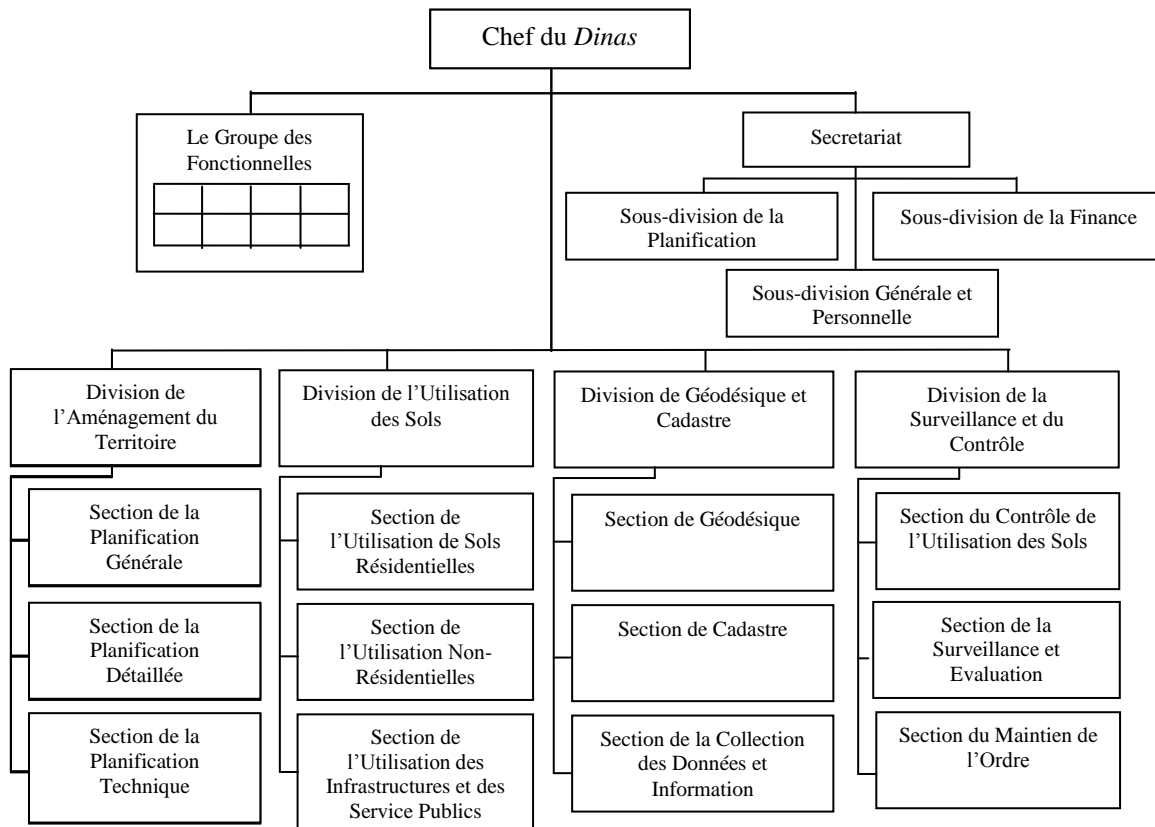 Chef du Dinas
Le Groupe des
Fonctionnelles
Secretariat
Sous-division de la
Planification
Sous-division de la Finance
Sous-division Générale et
Personnelle
Division de
l'Aménagement du
Territoire
Division de l'Utilisation
des Sols
Division de Géodésique et
Cadastre
Division de la
Surveillance et du
Contrôle
Section de la
Planification
Générale
Section de
l'Utilisation de Sols
Résidentielles
Section de Géodésique
Section du Contrôle de
l'Utilisation des Sols
Section de la
Planification
Détaillée
Section de
l'Utilisation Non-
Résidentielles
Section de Cadastre
Section de la
Surveillance et
Evaluation
Section de la
Planification
Technique
Section de
l'Utilisation des
Infrastructures et des
Service Publics
Section de la Collection
des Données et
Information
Section du Maintien de
l'Ordre